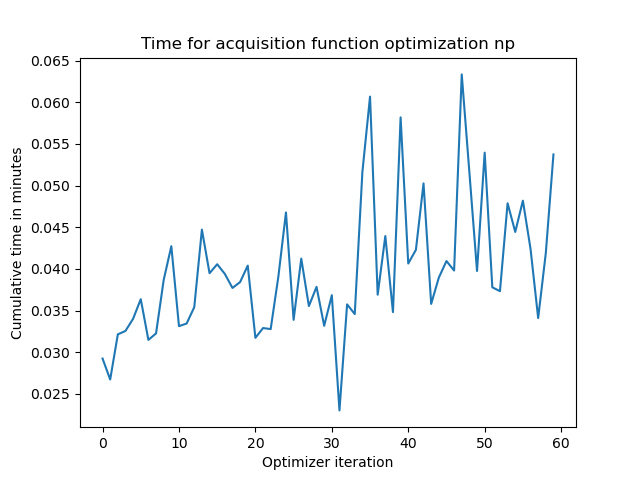 Time for acquisition function optimization np
0.065
0.060
0.055
0.050
0.045
0.040
0.035
0.030
0.025
Cumulative time in minutes
0 10 20 30 40 50 60
Optimizer iteration